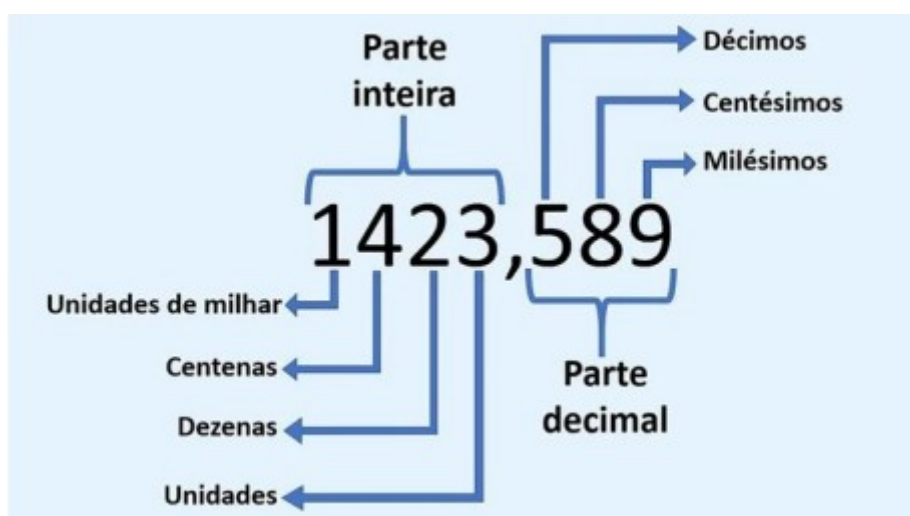 Parte
inteira
Décimos
Centésimos
Milésimos
1423,589
Unidades de milhar
Centenas
Dezenas
Unidades
Parte
decimal